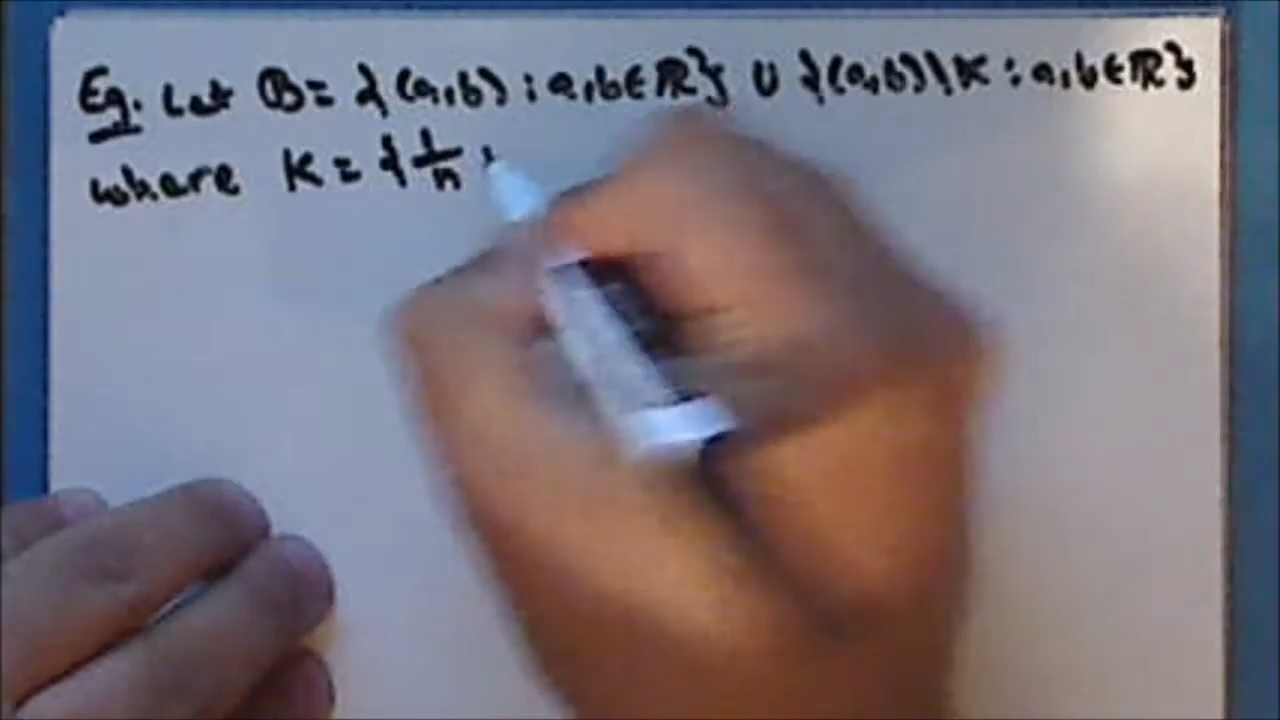 Eg. Let B = {(a,b) : a,b ∈ ℝ} ∪ {(a,b) \ K : a,b ∈ ℝ}
where K = {1/n :